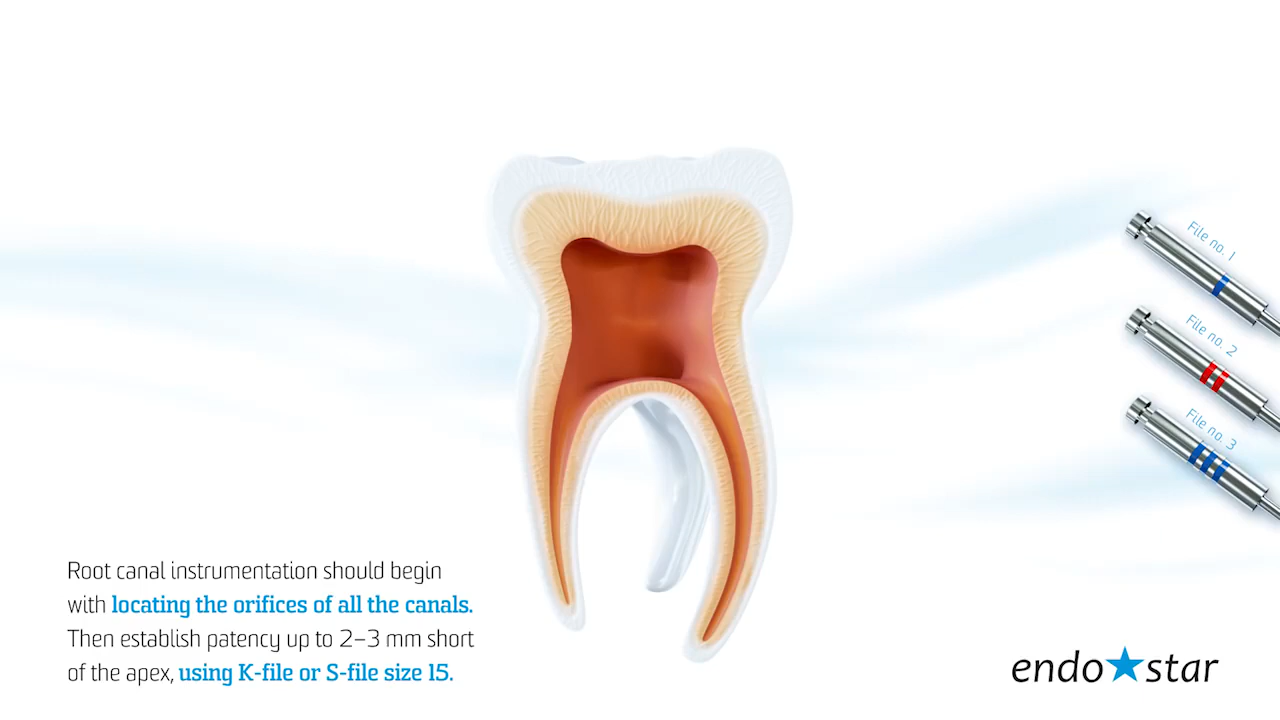 File no. 1
File no. 2
File no. 3
Root canal instrumentation should begin
with locating the orifices of all the canals.
Then establish patency up to 2–3 mm short
of the apex, using K-file or S-file size 15.
endo★star